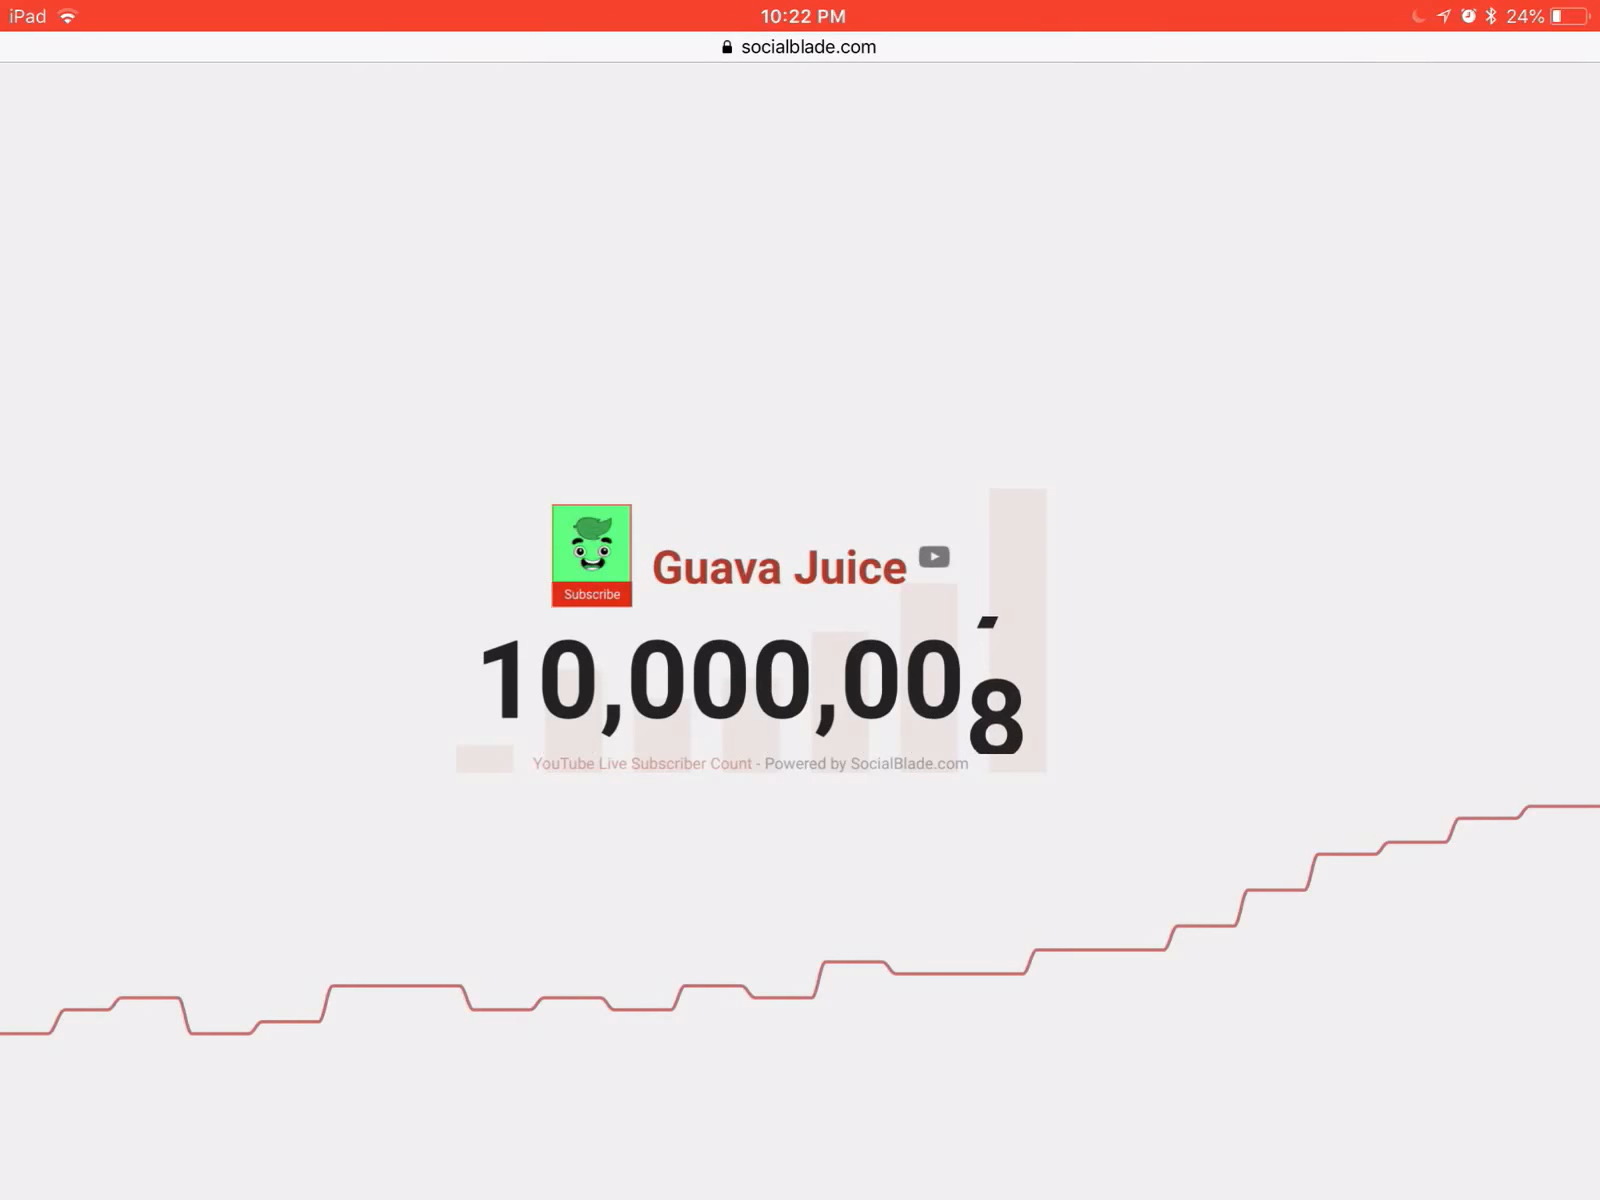 iPad
10:22 PM
24%
socialblade.com
Guava Juice
Subscribe
10,000,008
YouTube Live Subscriber Count - Powered by SocialBlade.com